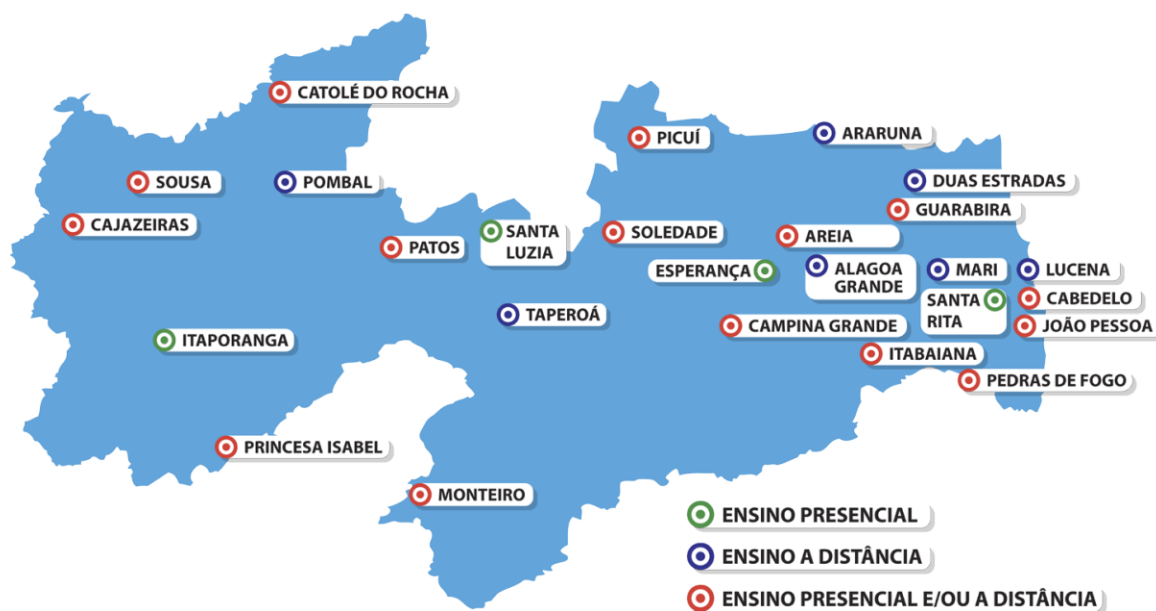 CATOLÉ DO ROCHA
PICUÍ
ARARUNA
SOUSA
POMBAL
DUAS ESTRADAS
GUARABIRA
CAJAZEIRAS
PATOS
SANTA
LUZIA
SOLEDADE
AREIA
ESPERANÇA
ALAGOA
GRANDE
MARI
LUCENA
SANTA
RITA
CABEDELO
TAPEROÁ
CAMPINA GRANDE
JOÃO PESSOA
ITAPORANGA
ITABAIANA
PEDRAS DE FOGO
PRINCESA ISABEL
MONTEIRO
ENSINO PRESENCIAL
ENSINO A DISTÂNCIA
ENSINO PRESENCIAL E/OU A DISTÂNCIA